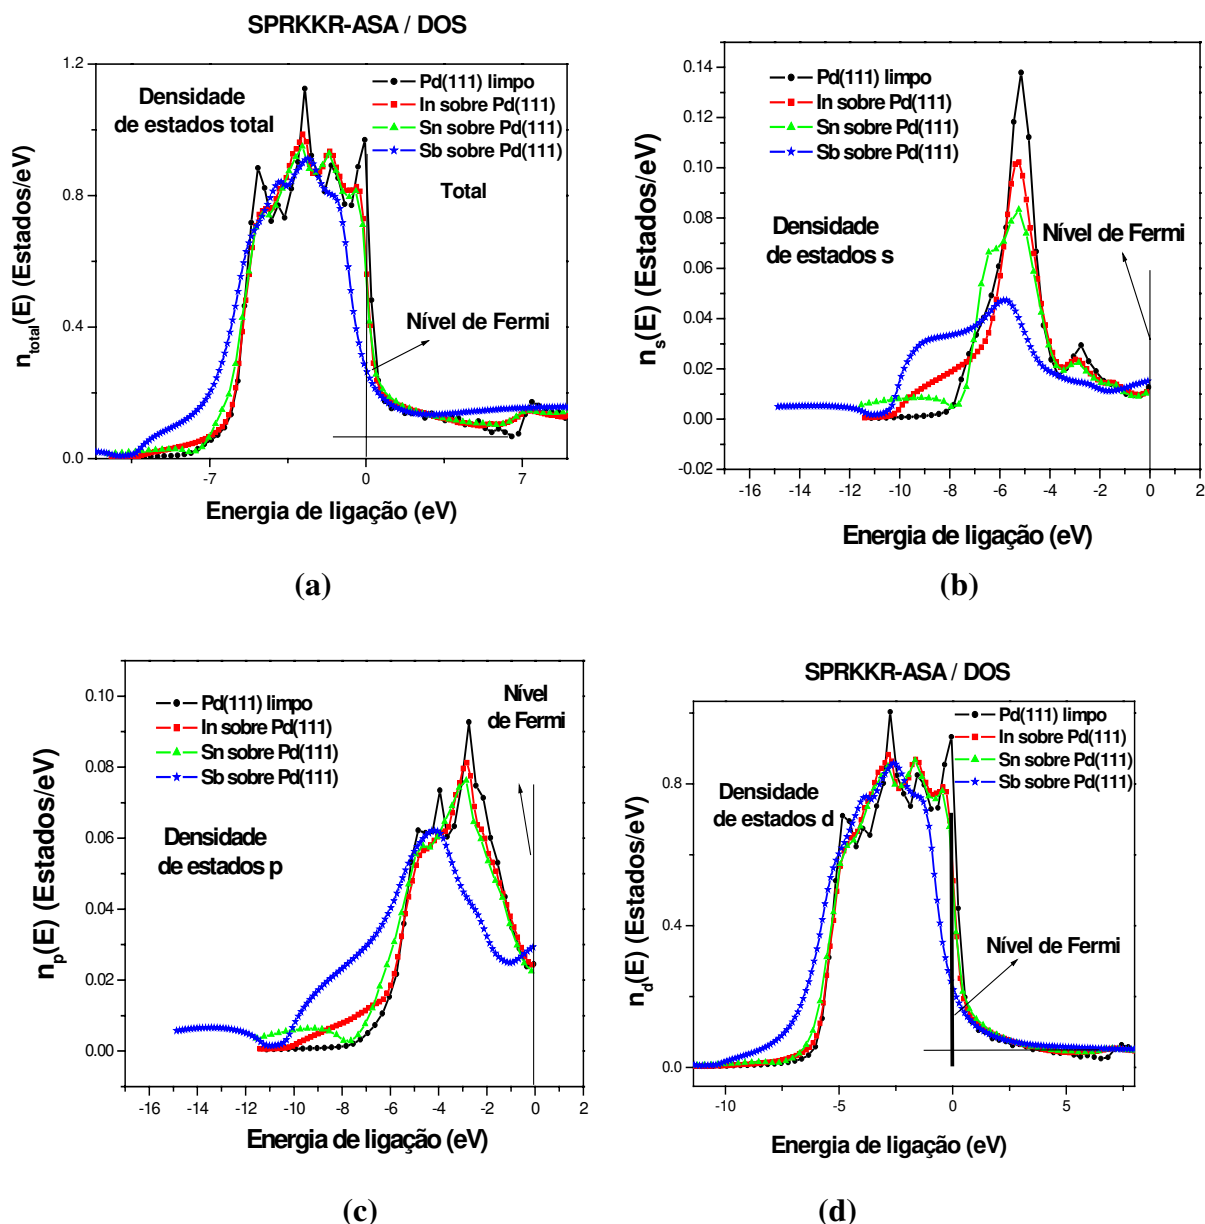 SPRKKR-ASA / DOS
1.2
0.8
0.4
0.0
-7
0
7
n_total(E) (Estados/eV)
Densidade
de estados total
Pd(111) limpo
In sobre Pd(111)
Sn sobre Pd(111)
Sb sobre Pd(111)
Total
Nível de Fermi
Energia de ligação (eV)
(a)
0.14
0.12
0.10
0.08
0.06
0.04
0.02
0.00
-0.02
-16
-14
-12
-10
-8
-6
-4
-2
0
2
n_s(E) (Estados/eV)
Pd(111) limpo
In sobre Pd(111)
Sn sobre Pd(111)
Sb sobre Pd(111)
Densidade
de estados s
Nível de Fermi
Energia de ligação (eV)
(b)
0.10
0.08
0.06
0.04
0.02
0.00
-16
-14
-12
-10
-8
-6
-4
-2
0
2
n_p(E) (Estados/eV)
Pd(111) limpo
In sobre Pd(111)
Sn sobre Pd(111)
Sb sobre Pd(111)
Nível
de Fermi
Densidade
de estados p
Energia de ligação (eV)
(c)
SPRKKR-ASA / DOS
0.8
0.4
0.0
-10
-5
0
5
n_d(E) (Estados/eV)
Pd(111) limpo
In sobre Pd(111)
Sn sobre Pd(111)
Sb sobre Pd(111)
Densidade
de estados d
Nível de Fermi
Energia de ligação (eV)
(d)